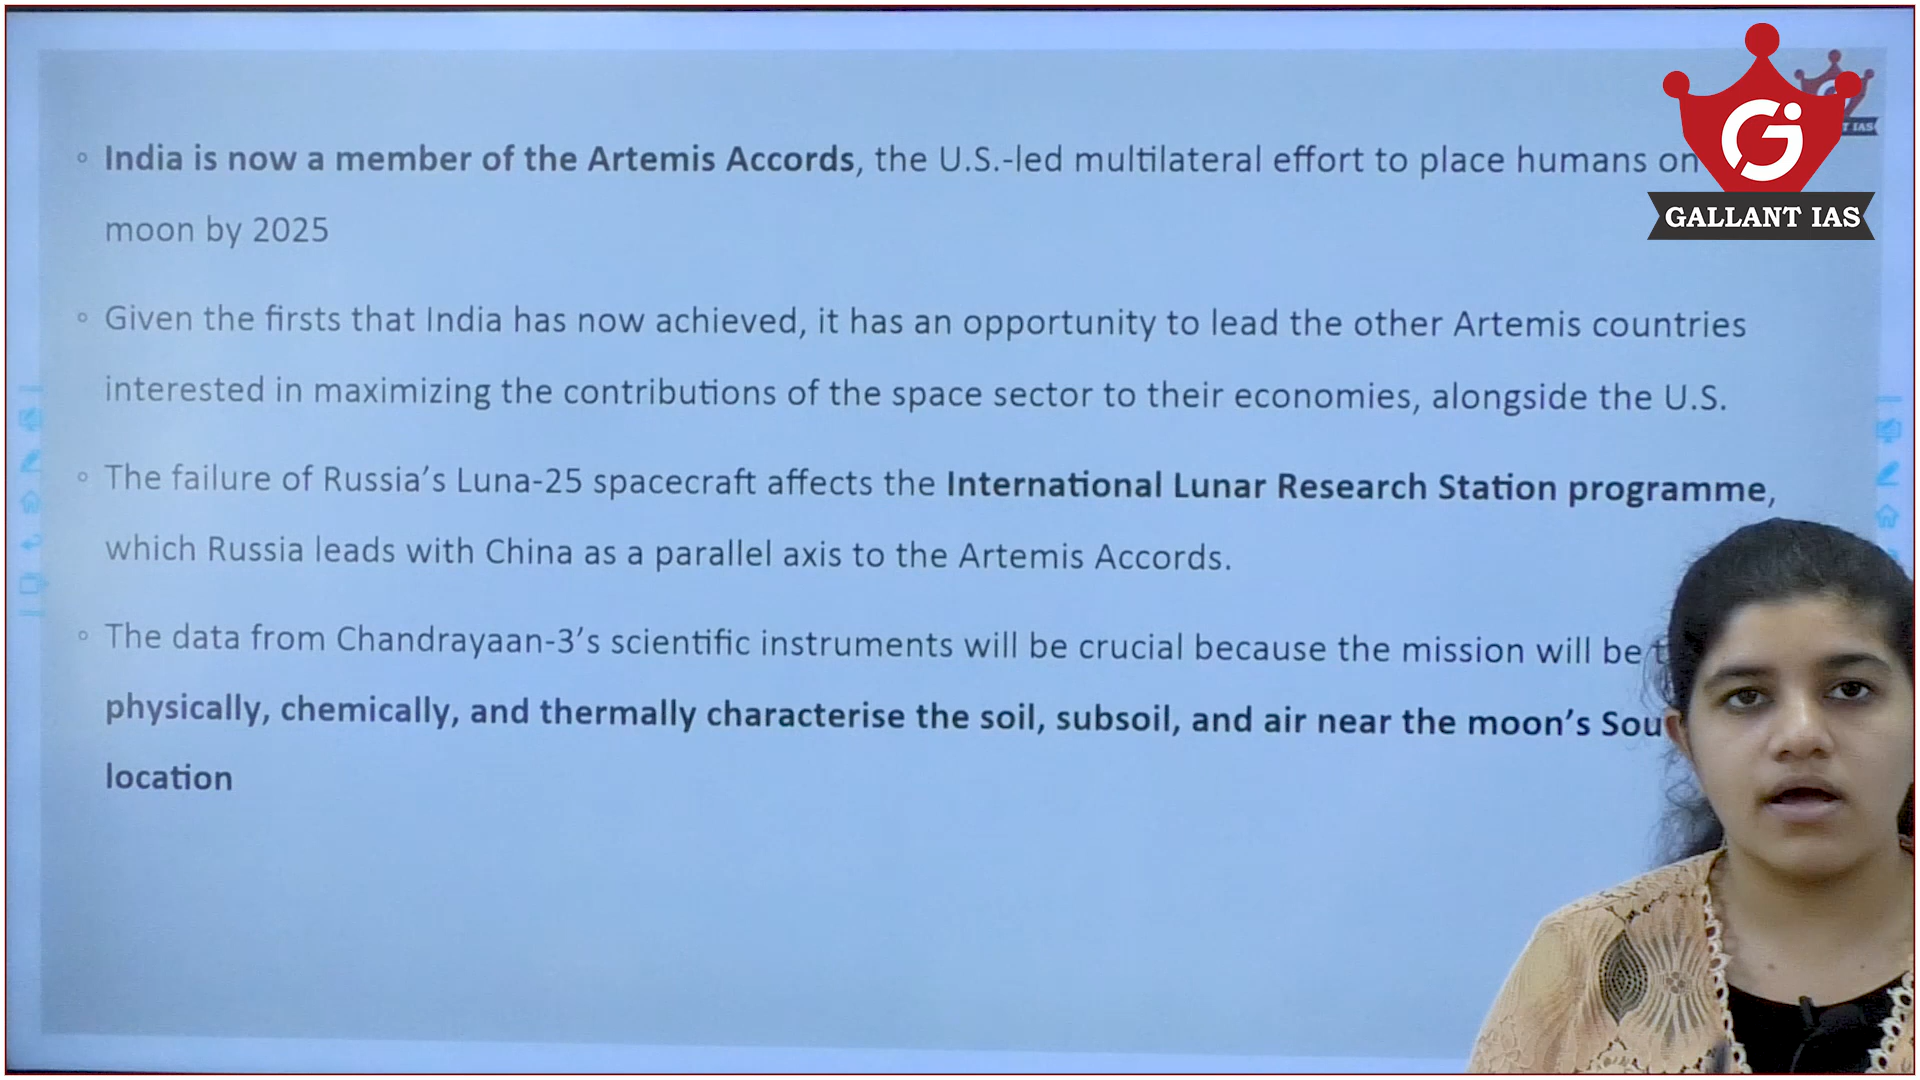 India is now a member of the Artemis Accords, the U.S.-led multilateral effort to place humans on
moon by 2025
Given the firsts that India has now achieved, it has an opportunity to lead the other Artemis countries
interested in maximizing the contributions of the space sector to their economies, alongside the U.S.
The failure of Russia's Luna-25 spacecraft affects the International Lunar Research Station programme,
which Russia leads with China as a parallel axis to the Artemis Accords.
The data from Chandrayaan-3's scientific instruments will be crucial because the mission will be
physically, chemically, and thermally characterise the soil, subsoil, and air near the moon's Sou
location
GALLANT IAS
T IAS